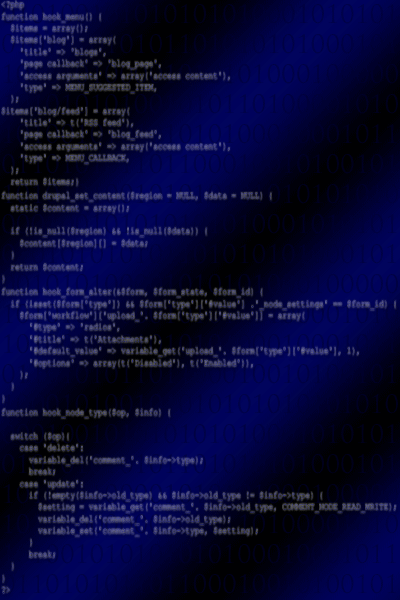 <?php
function hook_menu() {
$items = array();
$items['blog'] = array(
'title' => 'blogs',
'page callback' => 'blog_page',
'access arguments' => array('access content'),
'type' => MENU_SUGGESTED_ITEM,
);
$items['blog/feed'] = array(
'title' => t('RSS feed'),
'page callback' => 'blog_feed',
'access arguments' => array('access content'),
'type' => MENU_CALLBACK,
);
return $items;}
function drupal_set_content($region = NULL, $data = NULL) {
static $content = array();
if (!is_null($region) && !is_null($data)) {
$content[$region][] = $data;
}
return $content;
}
function hook_form_alter(&$form, $form_state, $form_id) {
if (isset($form['type']) && $form['type']['#value'] .'_node_settings' == $form_id) {
$form['workflow']['upload_'. $form['type']['#value']] = array(
'#type' => 'radios',
'#title' => t('Attachments'),
'#default_value' => variable_get('upload_'. $form['type']['#value'], 1),
'#options' => array(t('Disabled'), t('Enabled')),
);
}
}
function hook_node_type($op, $info) {
switch ($op){
case 'delete':
variable_del('comment_'. $info->type);
break;
case 'update':
if (!empty($info->old_type) && $info->old_type != $info->type) {
$setting = variable_get('comment_'. $info->old_type, COMMENT_NODE_READ_WRITE);
variable_del('comment_'. $info->old_type);
variable_set('comment_'. $info->type, $setting);
}
break;
}
}
?>